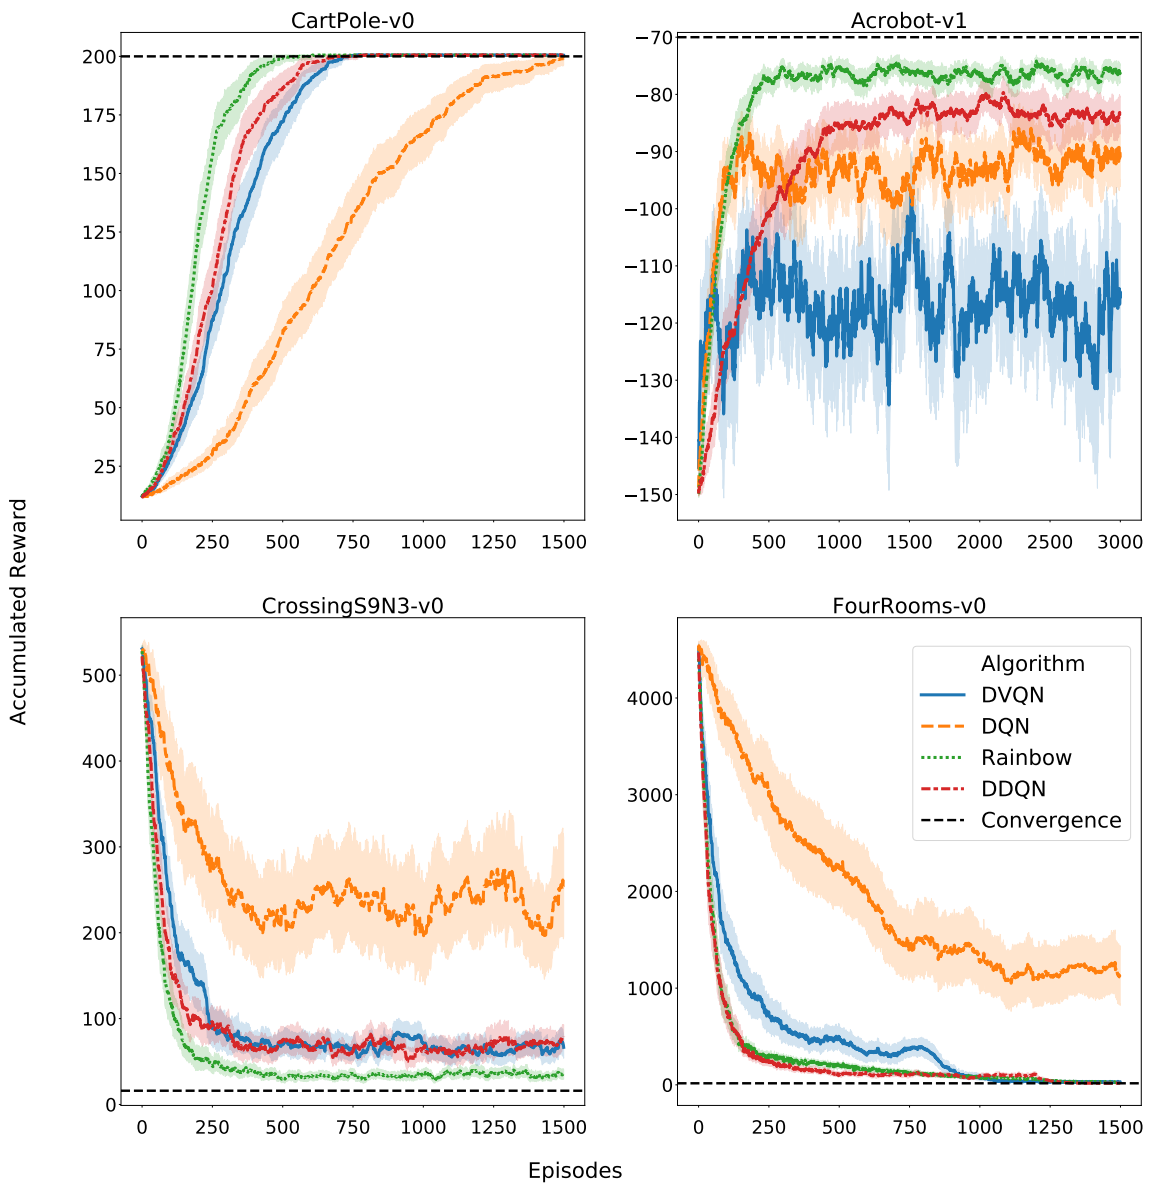 CartPole-v0
200
175
150
125
100
75
50
25
0 250 500 750 1000 1250 1500
Acrobot-v1
−70
−80
−90
−100
−110
−120
−130
−140
−150
0 500 1000 1500 2000 2500 3000
Accumulated Reward
CrossingS9N3-v0
500
400
300
200
100
0
0 250 500 750 1000 1250 1500
FourRooms-v0
4000
3000
2000
1000
0
Algorithm
DVQN
DQN
Rainbow
DDQN
Convergence
0 250 500 750 1000 1250 1500
Episodes